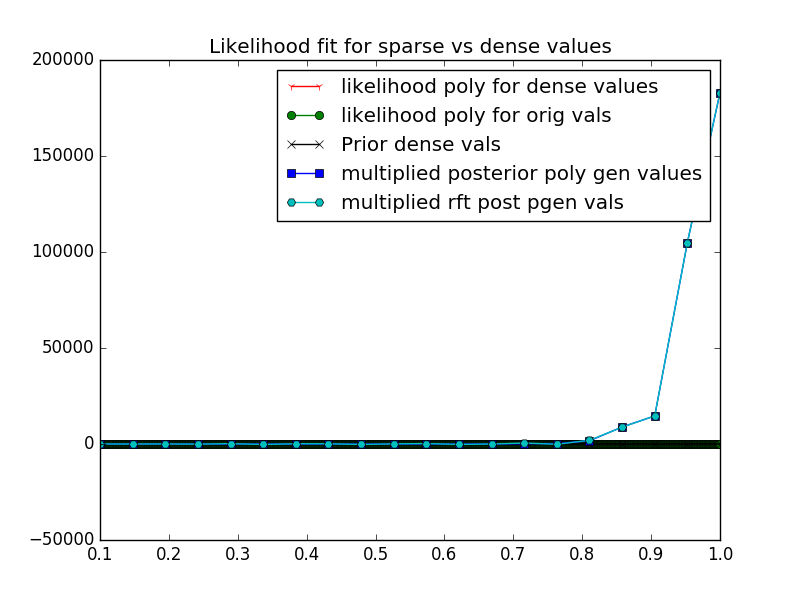 Likelihood fit for sparse vs dense values
200000
150000
100000
50000
0
−50000
likelihood poly for dense values
likelihood poly for orig vals
Prior dense vals
multiplied posterior poly gen values
multiplied rft post pgen vals
0.1 0.2 0.3 0.4 0.5 0.6 0.7 0.8 0.9 1.0